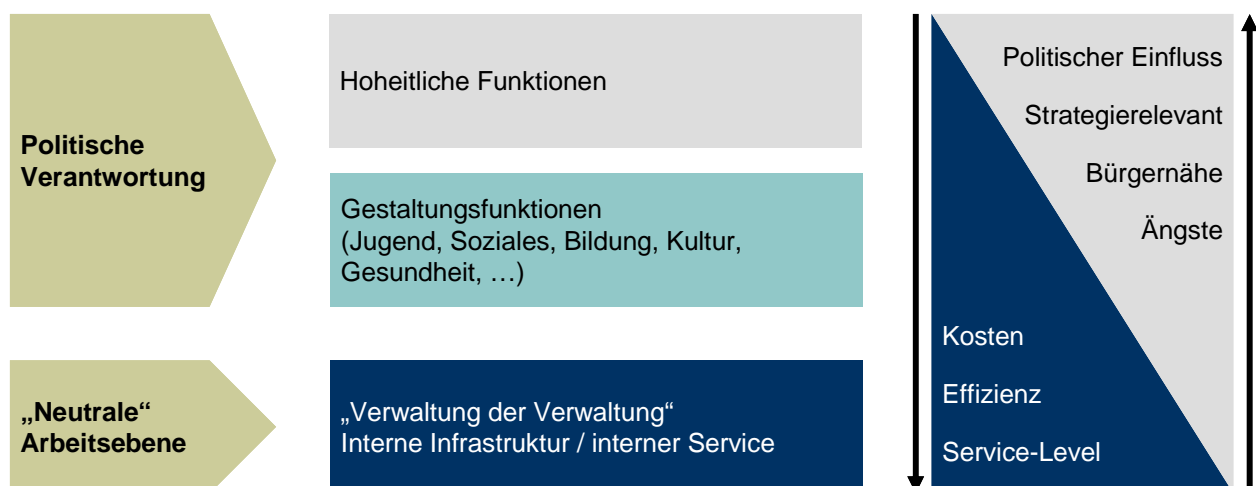 Politische
Verantwortung
Hoheitliche Funktionen
Gestaltungsfunktionen
(Jugend, Soziales, Bildung, Kultur,
Gesundheit, …)
„Neutrale“
Arbeitsebene
„Verwaltung der Verwaltung“
Interne Infrastruktur / interner Service
Politischer Einfluss
Strategierelevant
Bürgernähe
Ängste
Kosten
Effizienz
Service-Level